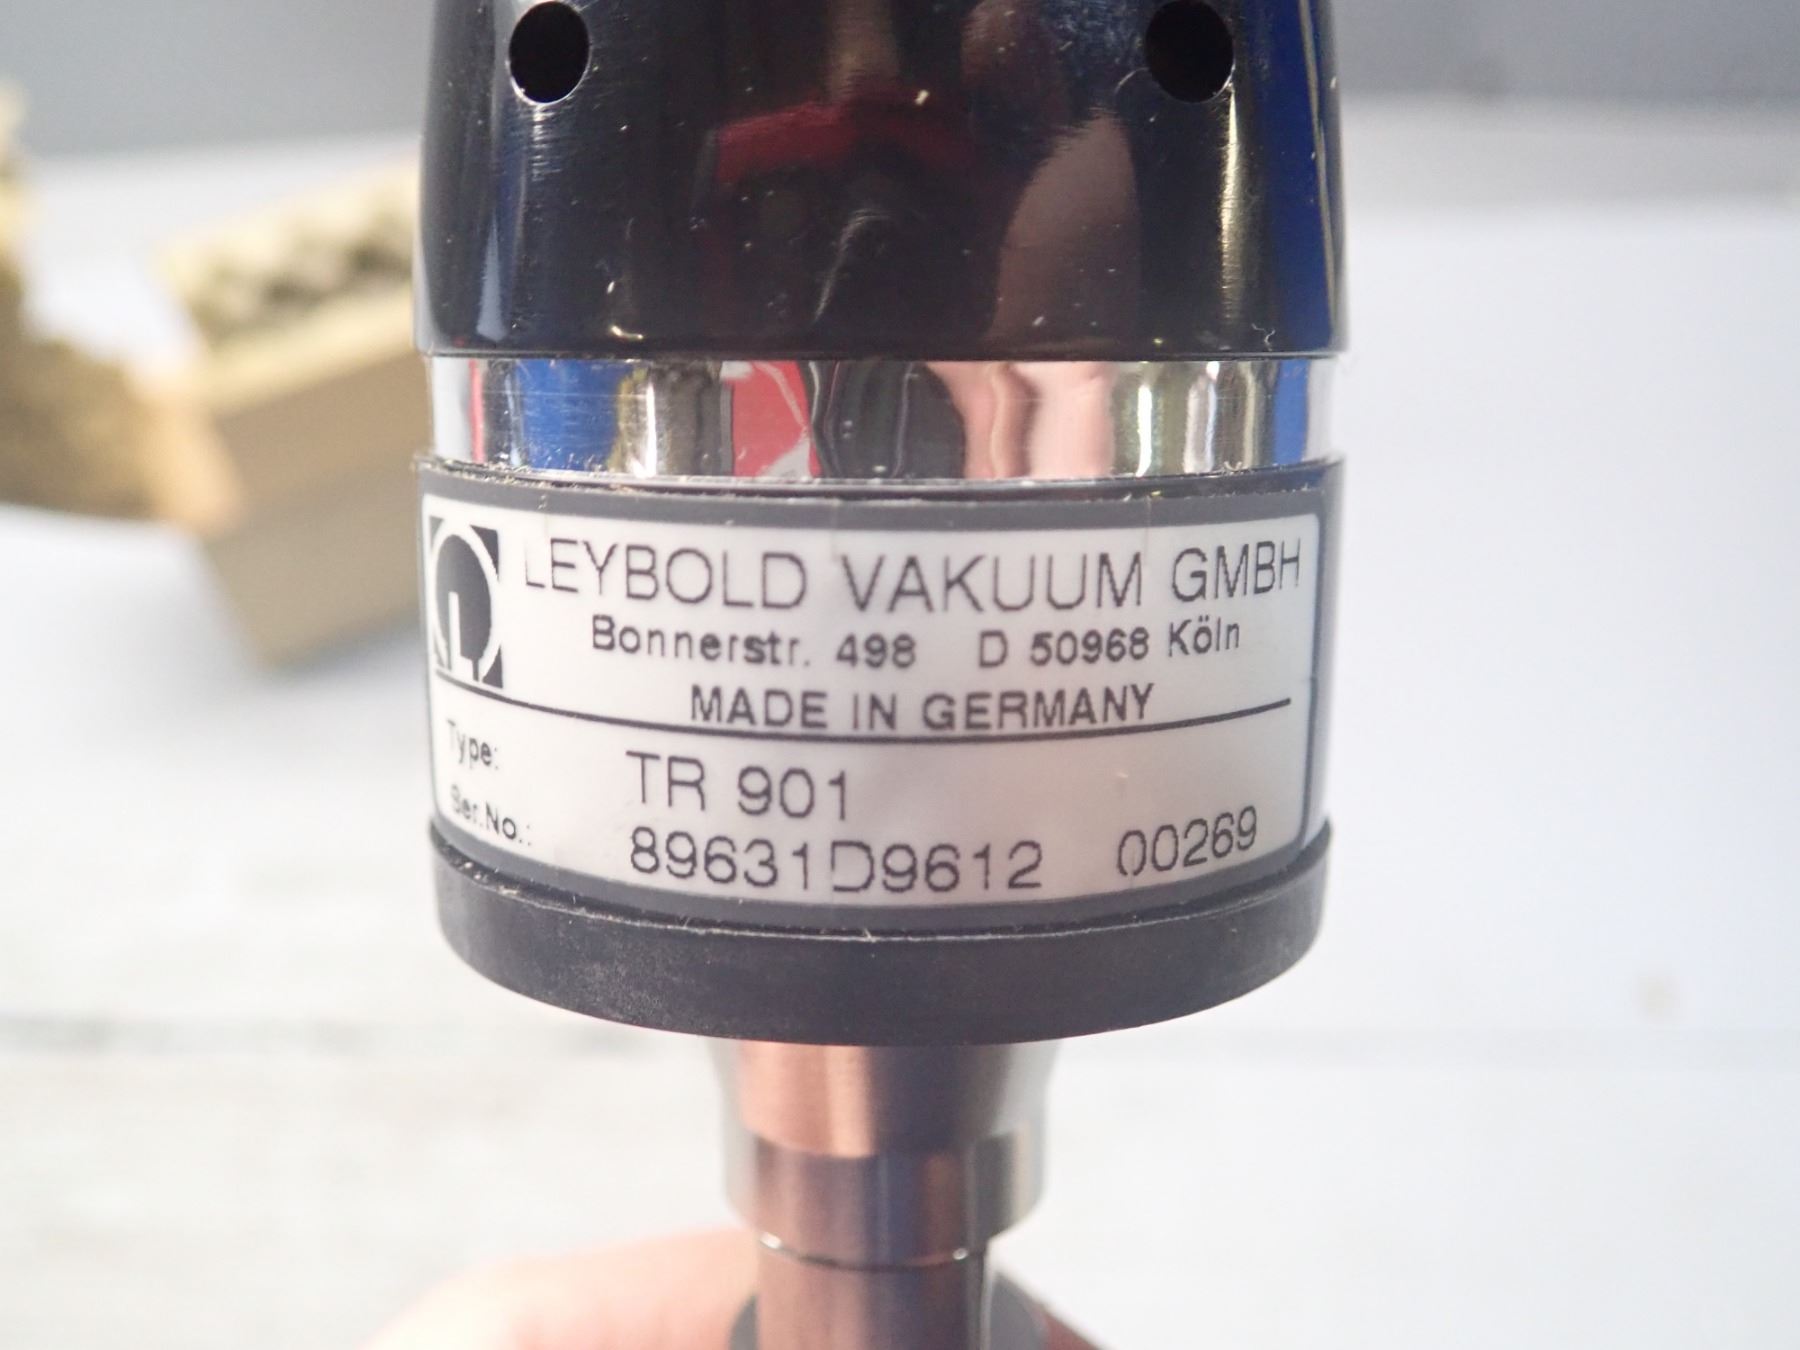 LEYBOLD VAKUUM GMBH
Bonnerstr. 498 D 50968 Köln
MADE IN GERMANY
Type: TR 901
Ser.No.: 89631D9612 00269